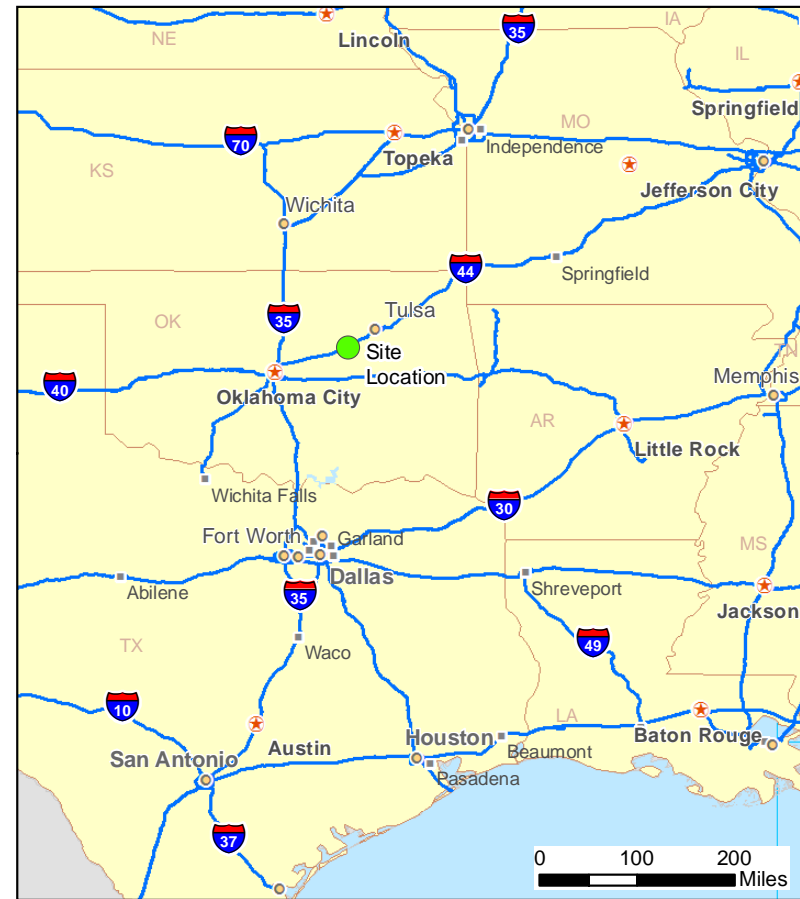 NE
Lincoln
35
IA
IL
Springfield
70
MO
Independence
Topeka
KS
Jefferson City
Wichita
44
Springfield
OK
35
Tulsa
TN
Site
Location
40
Oklahoma City
Memphis
AR
Little Rock
Wichita Falls
30
Fort Worth
Garland
MS
Dallas
Shreveport
Abilene
35
Jackson
TX
Waco
49
10
LA
Baton Rouge
Austin
Houston
San Antonio
Beaumont
Pasadena
37
0 100 200
Miles